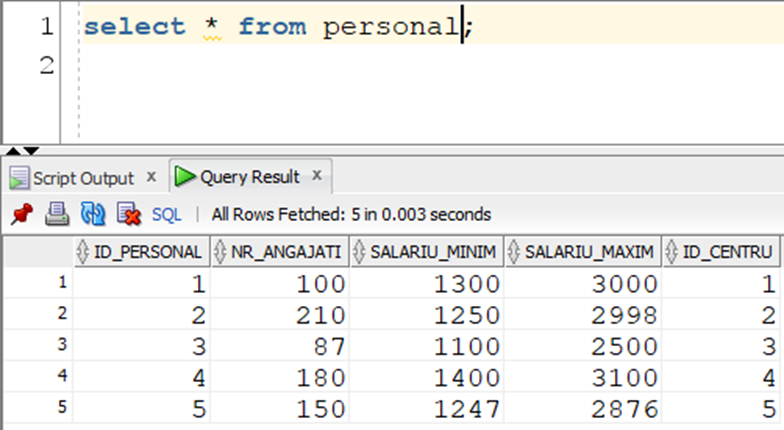 1 select * from personal;
2
Script Output x Query Result x
SQL | All Rows Fetched: 5 in 0.003 seconds
ID_PERSONAL NR_ANGAJATI SALARIU_MINIM SALARIU_MAXIM ID_CENTRU
1 1 100 1300 3000 1
2 2 210 1250 2998 2
3 3 87 1100 2500 3
4 4 180 1400 3100 4
5 5 150 1247 2876 5